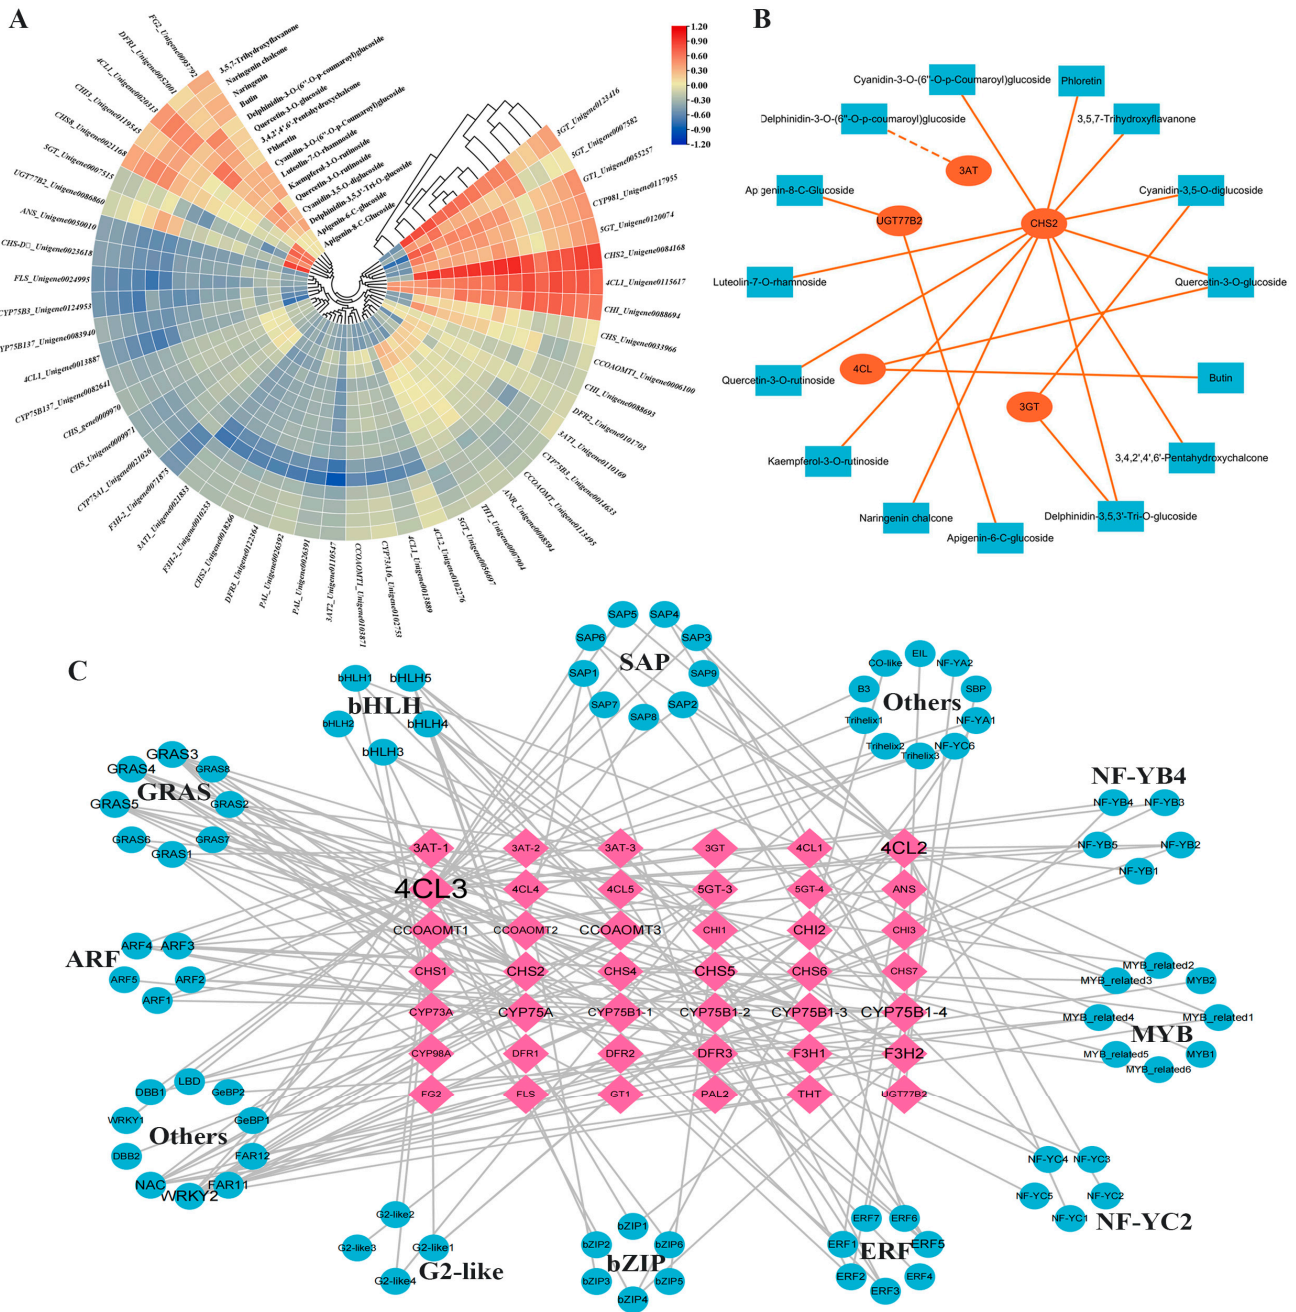 A
FG2_Unigene0093792
DFR1_Unigene0052001
4CL1_Unigene0020313
CHI3_Unigene0119545
CHS8_Unigene0021168
5GT_Unigene0007515
UGT77B2_Unigene0086860
ANS_Unigene0050010
FLS_Unigene0024995
CYP75B3_Unigene0124953
YP75B137_Unigene0083940
4CL1_Unigene0013887
CYP75B137_Unigene0082641
CHS_gene0009970
CHS_Unigene0009971
CYP75A1_Unigene0021026
F3H-2_Unigene0071875
3AT1_Unigene0021833
F3H-2_Unigene0010253
CHS2_Unigene0018266
DFR3_Unigene0122364
PAL_Unigene0026392
PAL_Unigene0026391
3AT2_Unigene0110547
CCOAOMT1_Unigene0103871
CYP73A16_Unigene0102753
4CL1_Unigene0013889
4CL2_Unigene0102276
5GT_Unigene0056697
THT_Unigene0007904
ANR_Unigene0008594
CCOAOMT_Unigene0113495
CYP75B3_Unigene0014653
3AT1_Unigene0110169
DFR2_Unigene0101703
CHI_Unigene0088693
CCOAOMT1_Unigene0006100
CHS_Unigene0033966
CHI_Unigene0088694
4CL1_Unigene0115617
CHS2_Unigene0084168
5GT_Unigene0120074
CYP981_Unigene0117955
GT1_Unigene0055257
5GT_Unigene0007582
3GT_Unigene0123416
3,5,7-Trihydroxyflavanone
Naringenin chalcone
Naringenin
Butin
Delphinidin-3-O-(6"-O-p-coumaroyl)glucoside
Quercetin-3-O-glucoside
3,4,2',4',6'-Pentahydroxychalcone
Phloretin
Cyanidin-3-O-(6"-O-p-Coumaroyl)glucoside
Luteolin-7-O-rhamnoside
Kaempferol-3-O-rutinoside
Quercetin-3-O-rutinoside
Cyanidin-3,5-O-diglucoside
Delphinidin-3,5,3'-Tri-O-glucoside
Apigenin-6-C-glucoside
Apigenin-8-C-Glucoside
1.20
0.90
0.60
0.30
-0.00
-0.30
-0.60
-0.90
-1.20
B
Cyanidin-3-O-(6"-O-p-Coumaroyl)glucoside
Phloretin
Delphinidin-3-O-(6"-O-p-coumaroyl)glucoside
3,5,7-Trihydroxyflavanone
3AT
Apigenin-8-C-Glucoside
Cyanidin-3,5-O-diglucoside
UGT77B2
CHS2
Luteolin-7-O-rhamnoside
Quercetin-3-O-glucoside
Quercetin-3-O-rutinoside
4CL
Butin
3GT
Kaempferol-3-O-rutinoside
3,4,2',4',6'-Pentahydroxychalcone
Naringenin chalcone
Delphinidin-3,5,3'-Tri-O-glucoside
Apigenin-6-C-glucoside
C
bHLH1
bHLH5
bHLH
bHLH2
bHLH4
bHLH3
SAP5
SAP4
SAP6
SAP3
SAP
SAP1
SAP9
SAP7
SAP2
SAP8
EIL
CO-like
NF-YA2
B3
SBP
Others
Trihelix1
NF-YA1
Trihelix2
NF-YC6
Trihelix3
GRAS3
GRAS4
GRAS8
GRAS
GRAS5
GRAS2
GRAS6
GRAS7
GRAS1
NF-YB4
NF-YB4
NF-YB3
NF-YB5
NF-YB2
NF-YB1
3AT-1
3AT-2
3AT-3
3GT
4CL1
4CL2
4CL3
4CL4
4CL5
5GT-3
5GT-4
ANS
CCOAOMT1
CCOAOMT2
CCOAOMT3
CHI1
CHI2
CHI3
CHS1
CHS2
CHS4
CHS5
CHS6
CHS7
CYP73A
CYP75A
CYP75B1-1
CYP75B1-2
CYP75B1-3
CYP75B1-4
CYP98A
DFR1
DFR2
DFR3
F3H1
F3H2
FG2
FLS
GT1
PAL2
THT
UGT77B2
ARF
ARF4
ARF3
ARF5
ARF2
ARF1
MYB_related2
MYB_related3
MYB2
MYB_related4
MYB_related1
MYB
MYB_related5
MYB1
MYB_related6
LBD
DBB1
GeBP2
WRKY1
GeBP1
Others
DBB2
FAR12
NAC
FAR11
WRKY2
NF-YC4
NF-YC3
NF-YC5
NF-YC2
NF-YC1
NF-YC2
G2-like2
G2-like3
G2-like1
G2-like4
G2-like
bZIP1
bZIP2
bZIP6
bZIP
bZIP3
bZIP5
bZIP4
ERF7
ERF6
ERF1
ERF5
ERF
ERF2
ERF4
ERF3